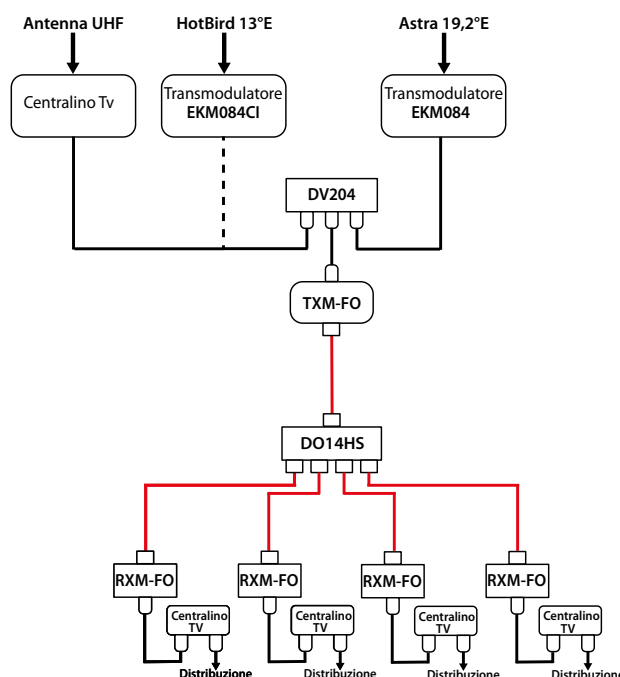 Antenna UHF
HotBird 13°E
Astra 19,2°E
Centralino Tv
Transmodulatore
EKM084CI
Transmodulatore
EKM084
DV204
TXM-FO
DO14HS
RXM-FO
RXM-FO
RXM-FO
RXM-FO
Centralino
TV
Centralino
TV
Centralino
TV
Centralino
TV
Distribuzione
Distribuzione
Distribuzione
Distribuzione